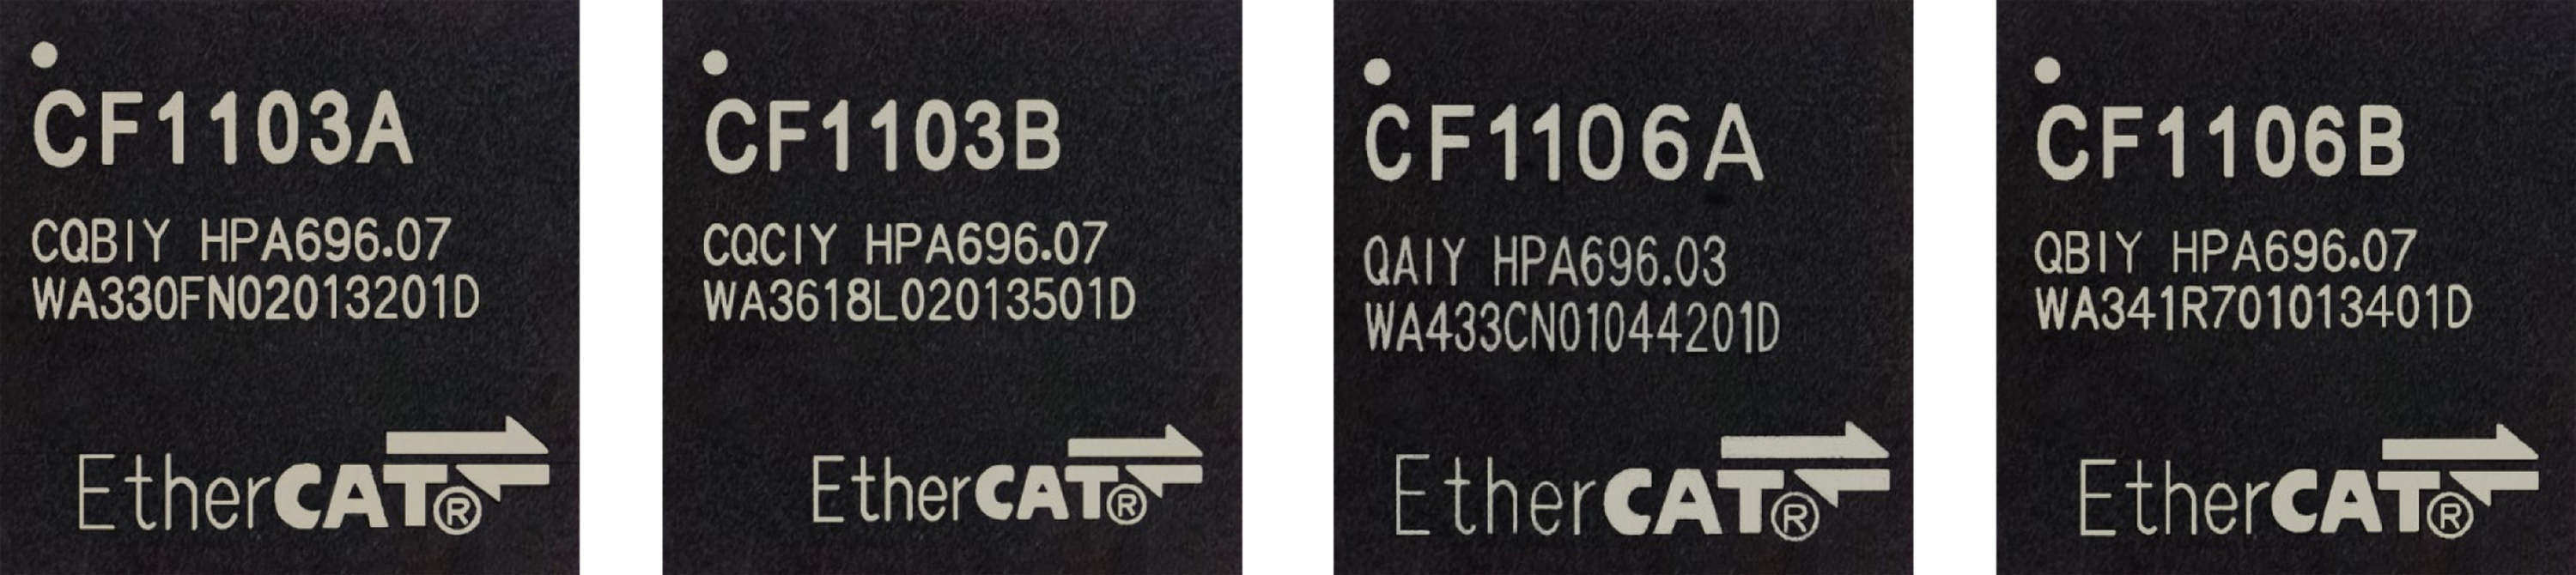 CF1103A
CQBIY HPA696.07
WA330FN02013201D
EtherCAT®
CF1103B
CQCIY HPA696.07
WA3618L02013501D
EtherCAT®
CF1106A
QAIY HPA696.03
WA433CN01044201D
EtherCAT®
CF1106B
QBIY HPA696.07
WA341R701013401D
EtherCAT®